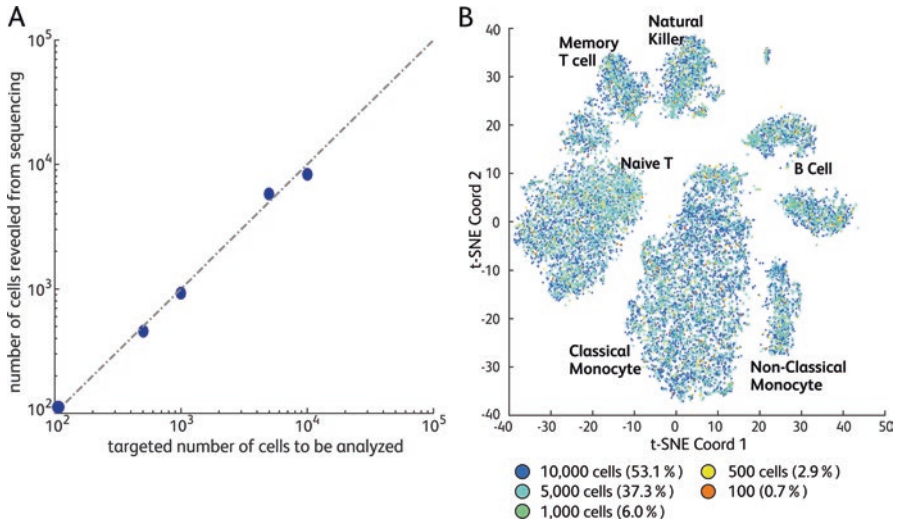 A
number of cells revealed from sequencing
10^5
10^4
10^3
10^2
10^2
10^3
10^4
10^5
targeted number of cells to be analyzed
B
t-SNE Coord 2
40
30
20
10
0
-10
-20
-30
-40
Memory
T cell
Natural
Killer
Naive T
B Cell
Classical
Monocyte
Non-Classical
Monocyte
-40
-30
-20
-10
0
10
20
30
40
50
t-SNE Coord 1
10,000 cells (53.1 %)
5,000 cells (37.3 %)
1,000 cells (6.0 %)
500 cells (2.9 %)
100 (0.7 %)